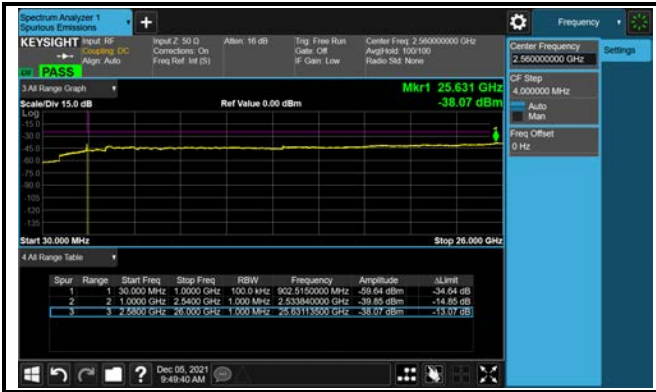 Spectrum Analyzer 1
Spurious Emissions
Frequency
KEYSIGHT
Input: RF
Coupling: DC
Align: Auto
Input Z: 50 Ω
Corrections: On
Freq Ref: Int (S)
Atten: 16 dB
Trig: Free Run
Gate: Off
IF Gain: Low
Center Freq: 2.560000000 GHz
Avg|Hold: 100/100
Radio Std: None
PASS
Center Frequency
2.560000000 GHz
Settings
CF Step
4.000000 MHz
Auto
Man
Freq Offset
0 Hz
3 All Range Graph
Mkr1 25.631 GHz
Scale/Div 15.0 dB
Ref Value 0.00 dBm
-38.07 dBm
Log
-15.0
-30.0
-45.0
-60.0
-75.0
-90.0
-105
-120
-135
1
Start 30.000 MHz
Stop 26.000 GHz
4 All Range Table
Spur Range Start Freq Stop Freq RBW Frequency Amplitude ΔLimit
1 1 30.000 MHz 1.0000 GHz 100.0 kHz 902.5150000 MHz -59.64 dBm -34.64 dB
2 2 1.0000 GHz 2.5400 GHz 1.000 MHz 2.533840000 GHz -39.85 dBm -14.85 dB
3 3 2.5800 GHz 26.000 GHz 1.000 MHz 25.63113500 GHz -38.07 dBm -13.07 dB
?
Dec 05, 2021
9:49:40 AM